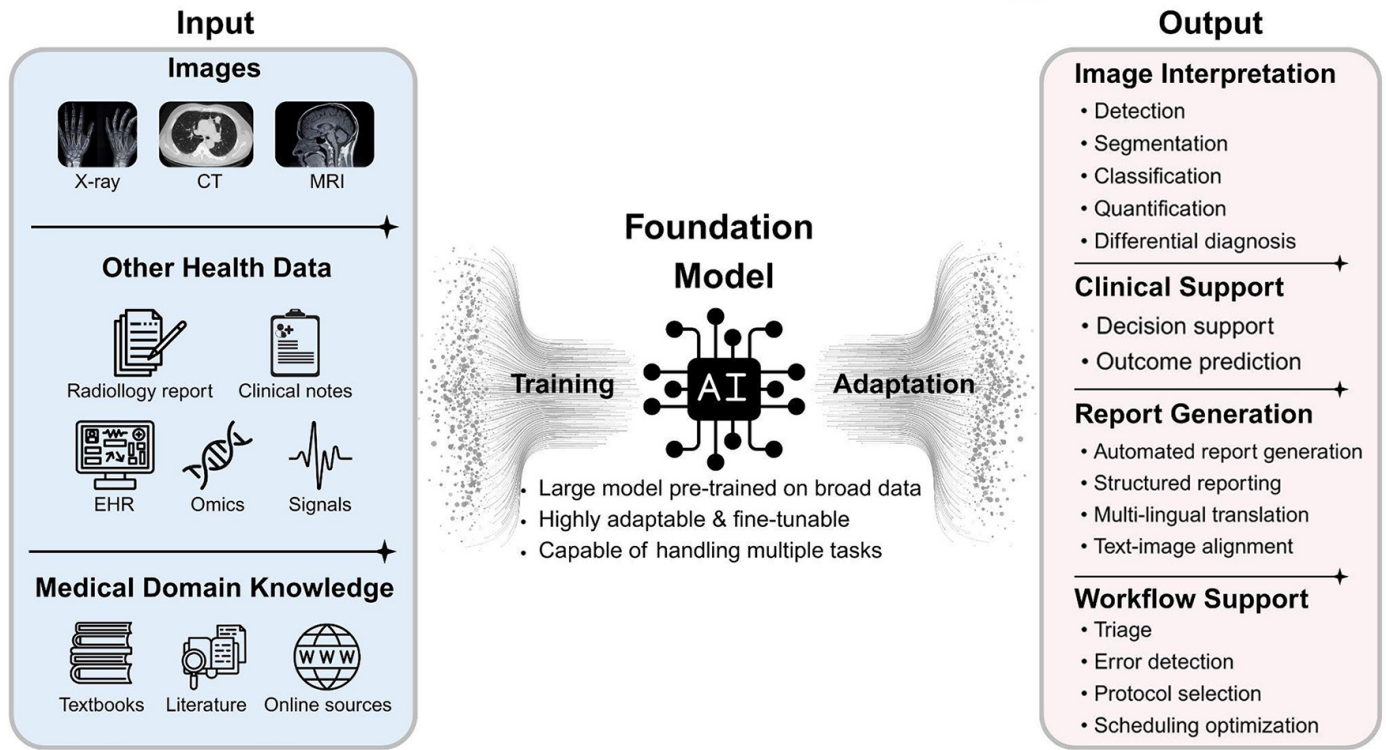 Input
Images
X-ray
CT
MRI
Other Health Data
Radiollogy report
Clinical notes
EHR
Omics
Signals
Medical Domain Knowledge
WWW
Textbooks
Literature
Online sources
Foundation
Model
Training
AI
Adaptation
• Large model pre-trained on broad data
• Highly adaptable & fine-tunable
• Capable of handling multiple tasks
Output
Image Interpretation
• Detection
• Segmentation
• Classification
• Quantification
• Differential diagnosis
Clinical Support
• Decision support
• Outcome prediction
Report Generation
• Automated report generation
• Structured reporting
• Multi-lingual translation
• Text-image alignment
Workflow Support
• Triage
• Error detection
• Protocol selection
• Scheduling optimization